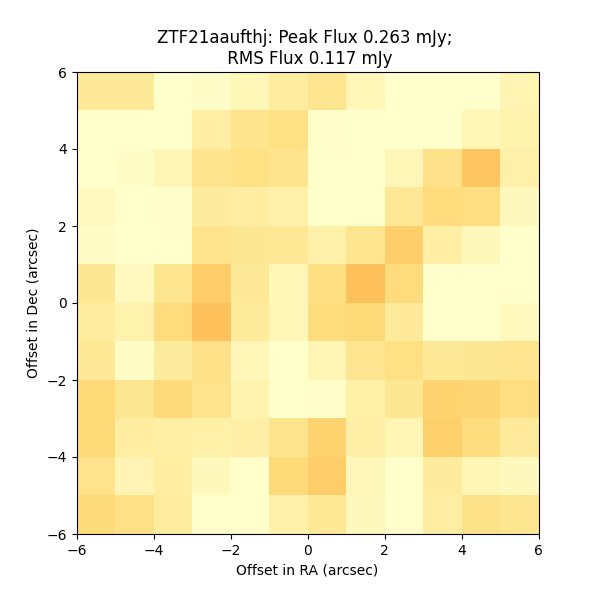 ZTF21aaufthj: Peak Flux 0.263 mJy;
RMS Flux 0.117 mJy
6
4
2
0
−2
−4
−6
Offset in Dec (arcsec)
−6 −4 −2 0 2 4 6
Offset in RA (arcsec)